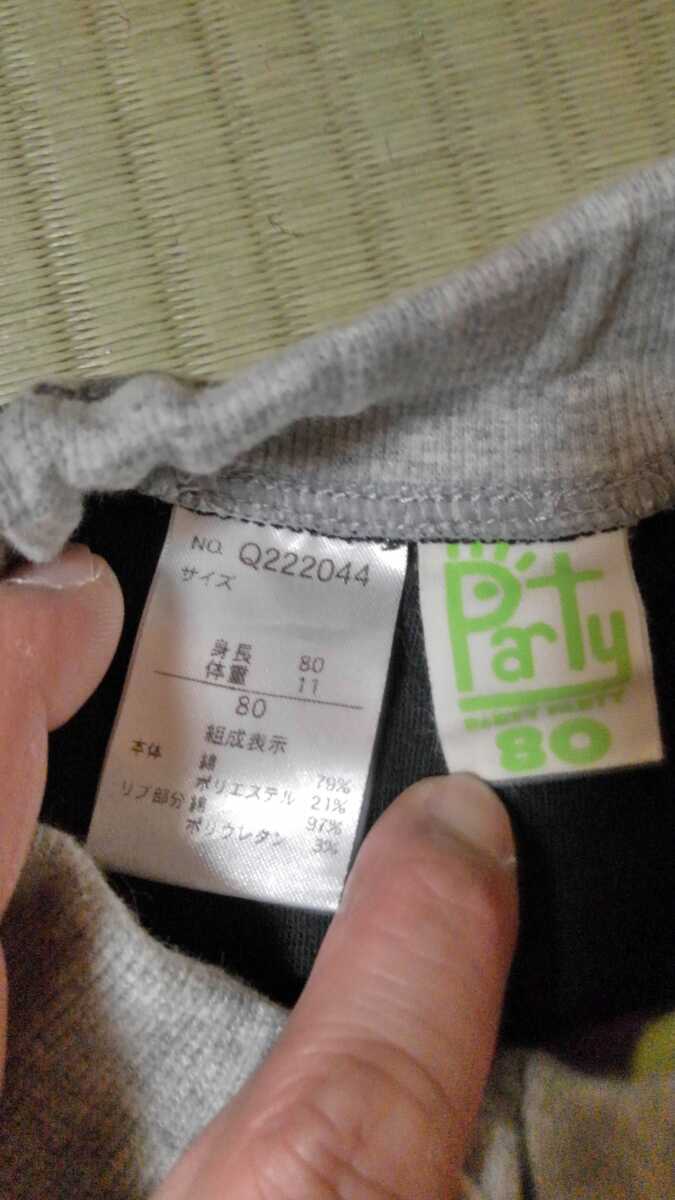 NO. Q222044
サイズ
身長 80
体重 11
80
組成表示
本体 綿 79%
ポリエステル 21%
リブ部分 綿 97%
ポリウレタン 3%
Party
PARTY PARTY
80